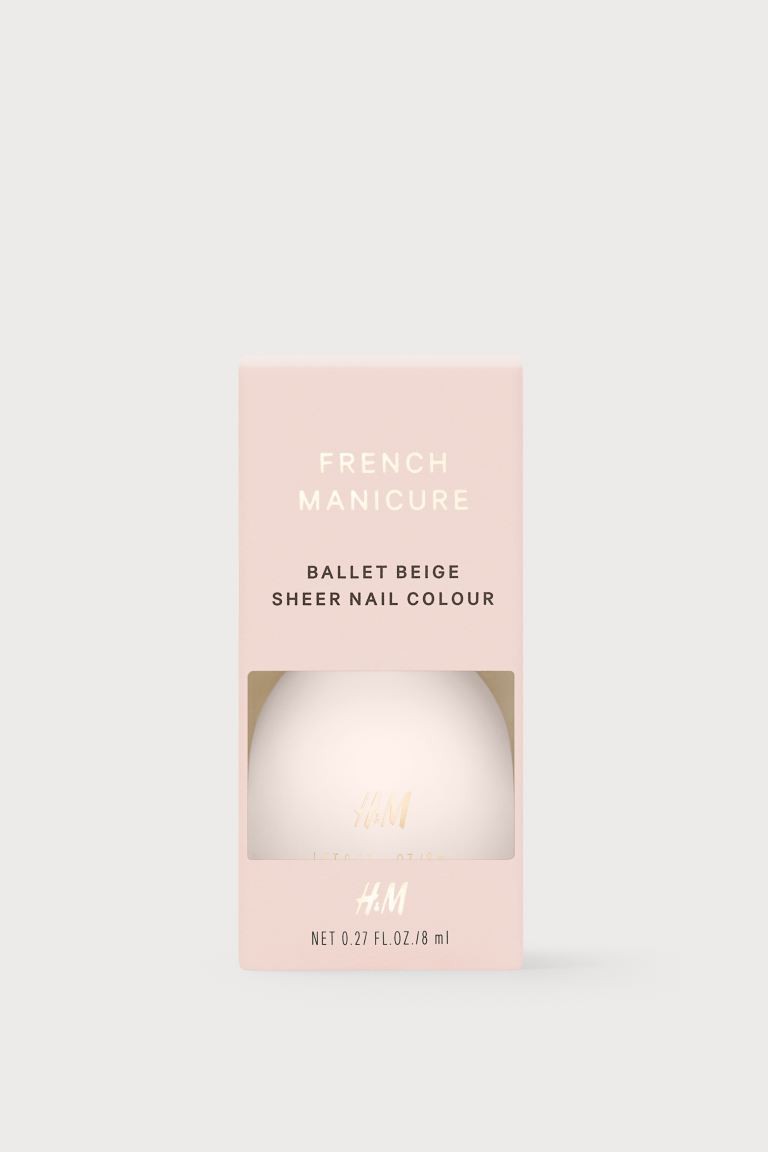 FRENCH
MANICURE
BALLET BEIGE
SHEER NAIL COLOUR
H&M
H&M
NET 0.27 FL.OZ./8 ml